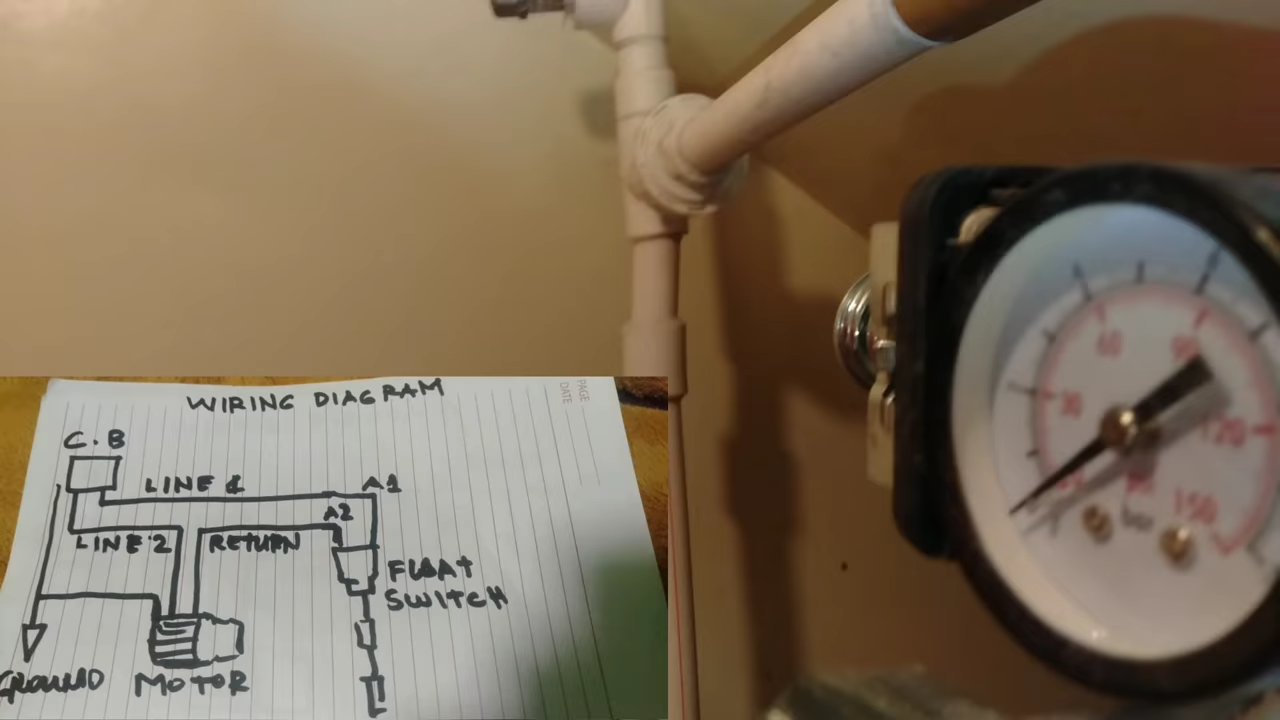 WIRING DIAGRAM
PAGE
DATE
C.B
LINE 1
A1
A2
LINE 2
RETURN
FLOAT
SWITCH
GROUND
MOTOR
30
60
90
120
150
bar